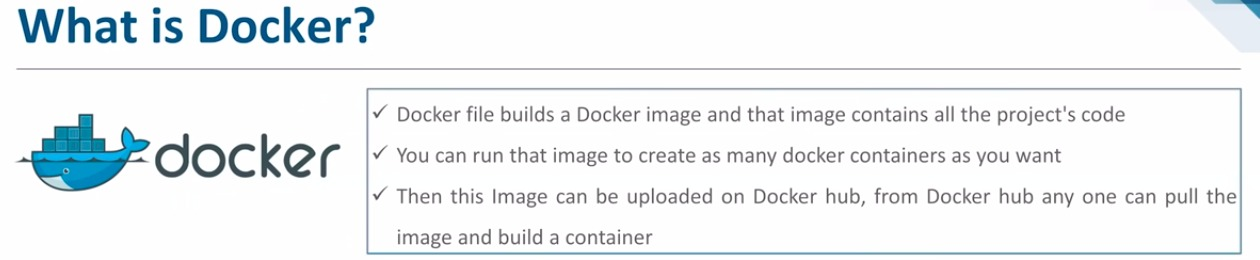 What is Docker?
docker
✓ Docker file builds a Docker image and that image contains all the project's code
✓ You can run that image to create as many docker containers as you want
✓ Then this Image can be uploaded on Docker hub, from Docker hub any one can pull the
image and build a container